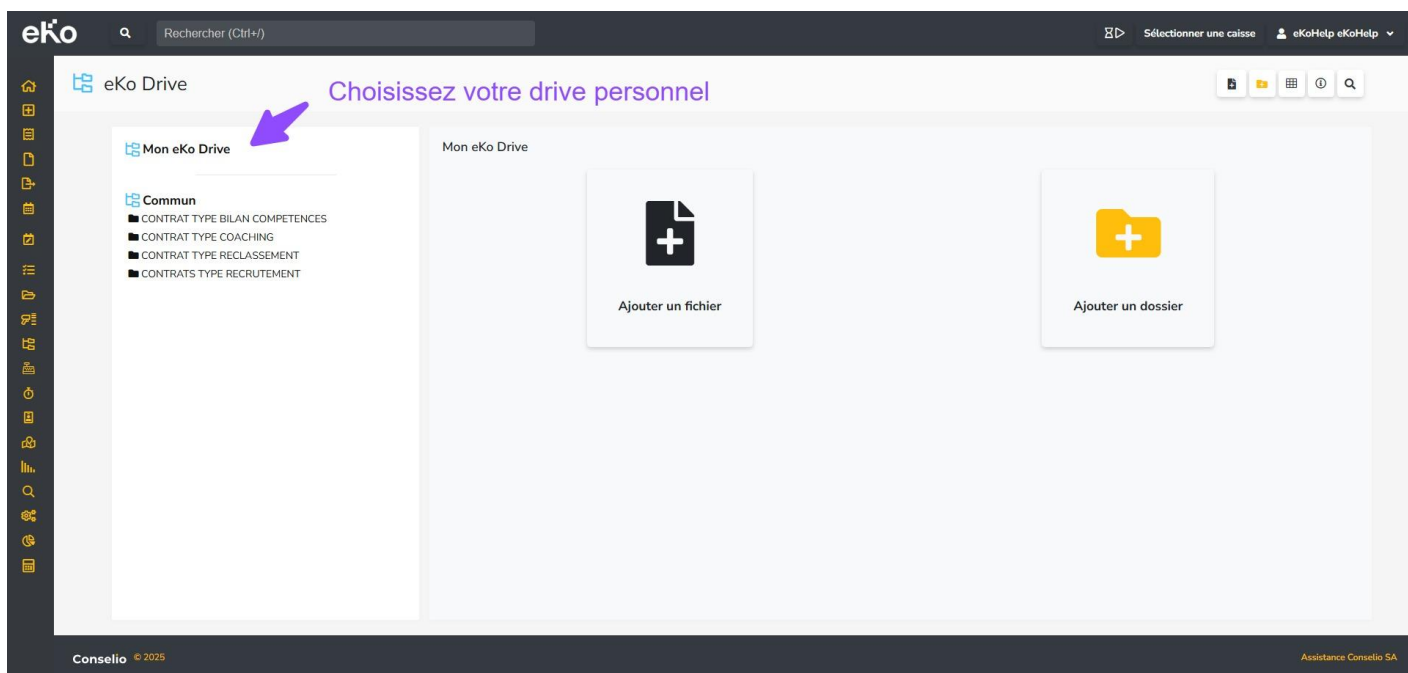 eKo
Rechercher (Ctrl+/)
Sélectionner une caisse
eKoHelp eKoHelp
eKo Drive
Choisissez votre drive personnel
Mon eKo Drive
Commun
CONTRAT TYPE BILAN COMPETENCES
CONTRAT TYPE COACHING
CONTRAT TYPE RECLASSEMENT
CONTRATS TYPE RECRUTEMENT
Mon eKo Drive
Ajouter un fichier
Ajouter un dossier
Conselio © 2025
Assistance Conselio SA